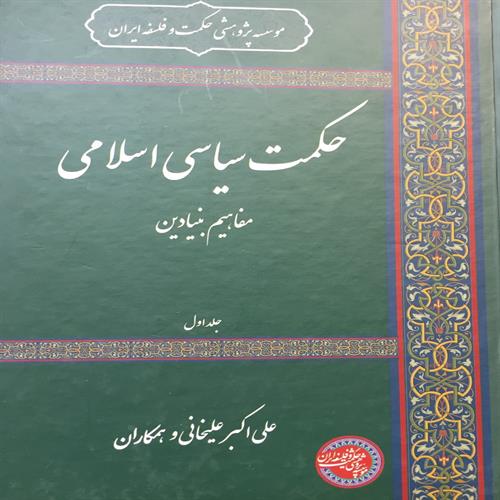 موسسه پژوهشی حکمت و فلسفه ایران
حکمت سیاسی اسلامی
مفاهیم بنیادین
جلد اول
علی اکبر علیخانی و همکاران